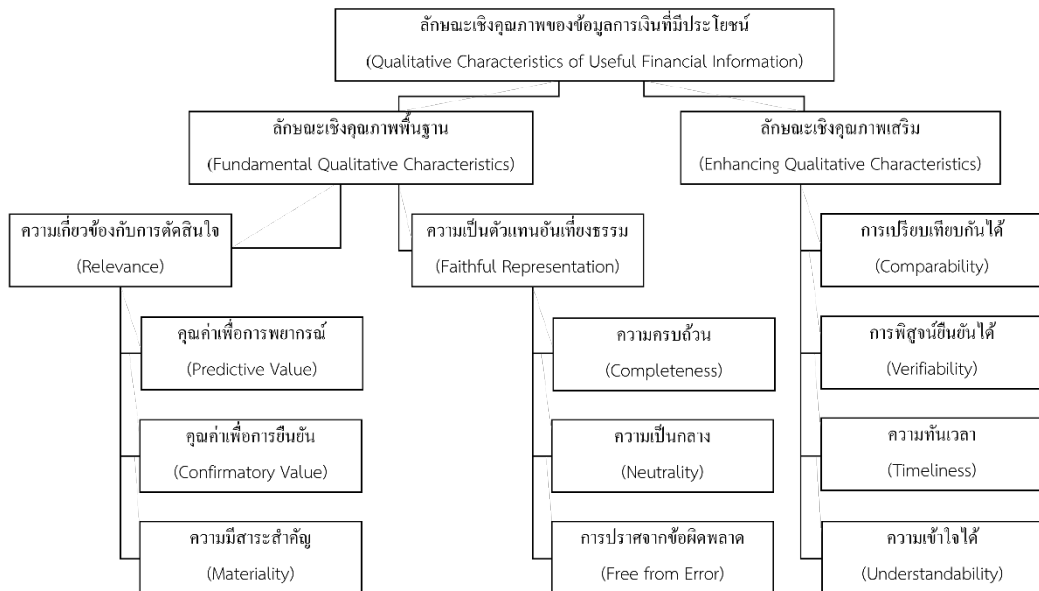 ลักษณะเชิงคุณภาพของข้อมูลการเงินที่มีประโยชน์
(Qualitative Characteristics of Useful Financial Information)
ลักษณะเชิงคุณภาพพื้นฐาน
(Fundamental Qualitative Characteristics)
ลักษณะเชิงคุณภาพเสริม
(Enhancing Qualitative Characteristics)
ความเกี่ยวข้องกับการตัดสินใจ
(Relevance)
ความเป็นตัวแทนอันเที่ยงธรรม
(Faithful Representation)
การเปรียบเทียบกันได้
(Comparability)
คุณค่าเพื่อการพยากรณ์
(Predictive Value)
ความครบถ้วน
(Completeness)
การพิสูจน์ยืนยันได้
(Verifiability)
คุณค่าเพื่อการยืนยัน
(Confirmatory Value)
ความเป็นกลาง
(Neutrality)
ความทันเวลา
(Timeliness)
ความมีสาระสำคัญ
(Materiality)
การปราศจากข้อผิดพลาด
(Free from Error)
ความเข้าใจได้
(Understandability)